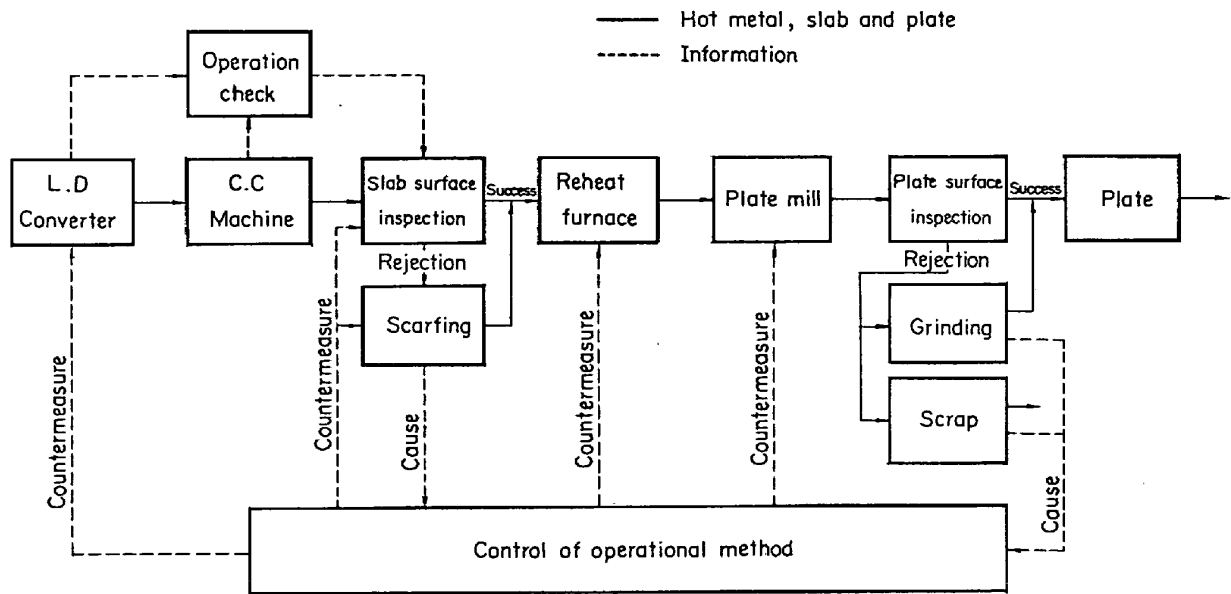 Hot metal, slab and plate
Information
Operation
check
L.D
Converter
C.C
Machine
Slab surface
inspection
Success
Reheat
furnace
Plate mill
Plate surface
inspection
Success
Plate
Rejection
Scarfing
Rejection
Grinding
Scrap
Countermeasure
Countermeasure
Cause
Countermeasure
Countermeasure
Cause
Control of operational method